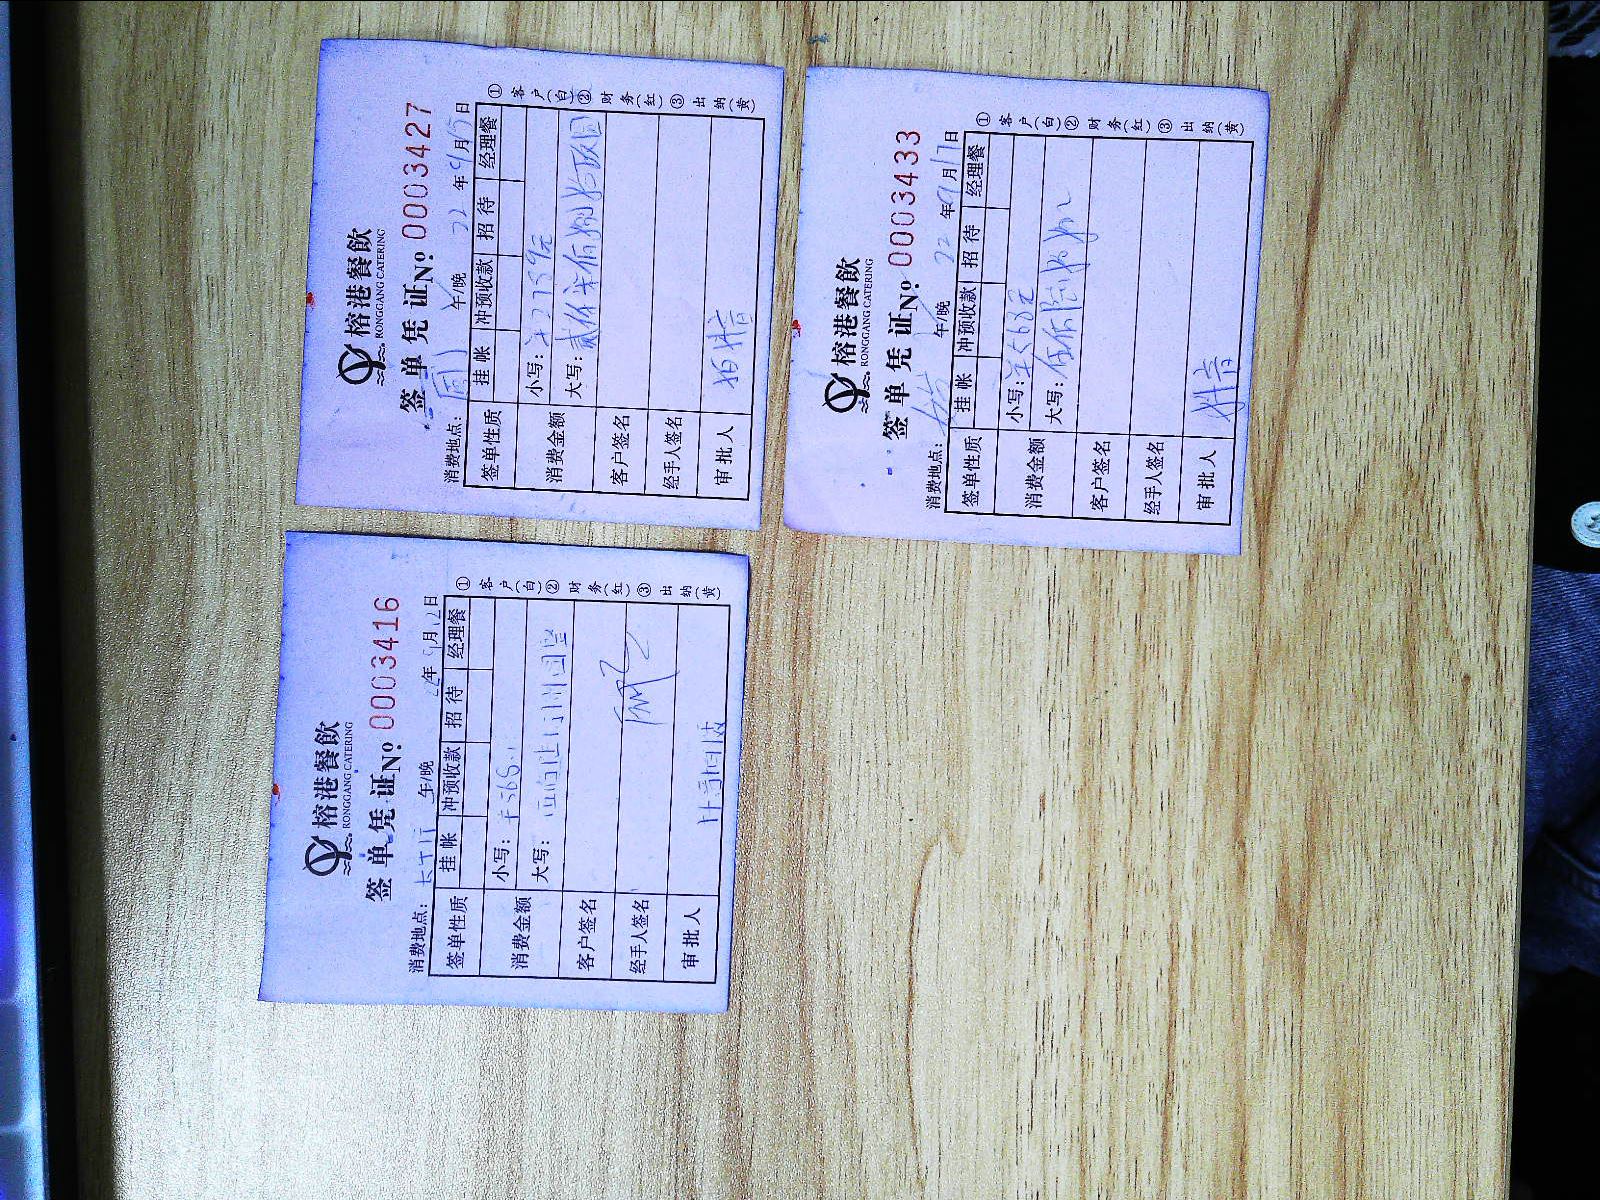 榕港餐飲
RONGGANG CATERING
签单凭证 №.0003427
消费地点： 午/晚 22年9月15日
签单性质 挂帐 冲预收款 招待 经理餐
消费金额 小写：
大写：
客户签名
经手人签名
审批人
①客户(白)②财务(红)③出纳(黄)
榕港餐飲
RONGGANG CATERING
签单凭证 №.0003433
消费地点： 午/晚 22年9月17日
签单性质 挂帐 冲预收款 招待 经理餐
消费金额 小写：
大写：
客户签名
经手人签名
审批人
①客户(白)②财务(红)③出纳(黄)
榕港餐飲
RONGGANG CATERING
签单凭证 №.0003416
消费地点： 午/晚 年9月12日
签单性质 挂帐 冲预收款 招待 经理餐
消费金额 小写：
大写：
客户签名
经手人签名
审批人
①客户(白)②财务(红)③出纳(黄)